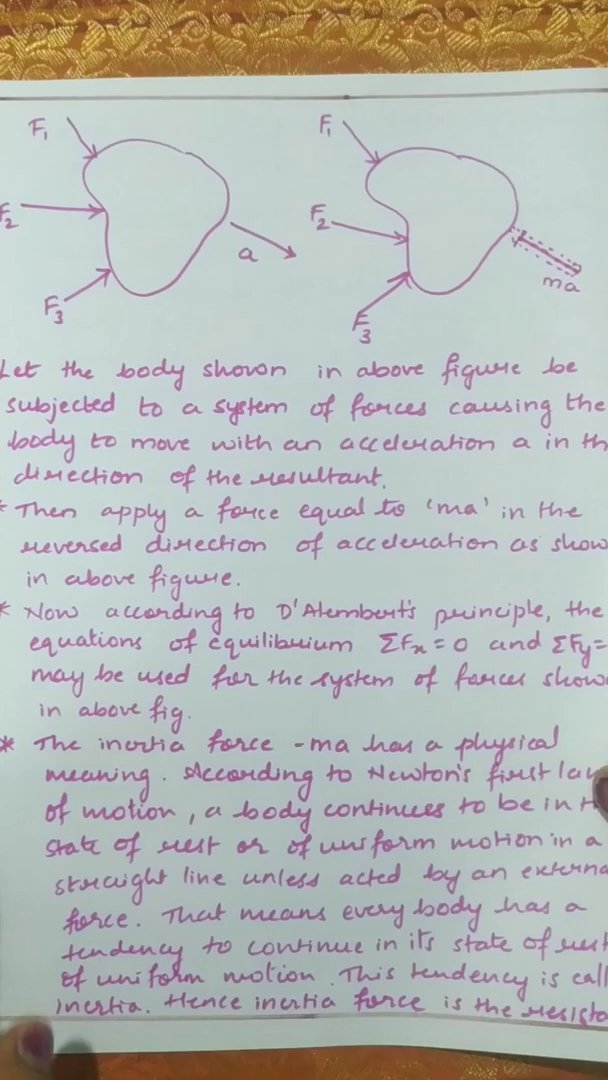 F1
F1
F2
F2
a
ma
F3
F3
Let the body shown in above figure be
subjected to a system of forces causing the
body to move with an acceleration a in th
direction of the resultant.
* Then apply a force equal to 'ma' in the
reversed direction of acceleration as show
in above figure.
* Now according to D'Alembert's principle, the
equations of equilibrium ΣFx=0 and ΣFy=
may be used for the system of forces show
in above fig.
* The inertia force -ma has a physical
meaning. According to Newton's first law
of motion, a body continues to be in th
state of rest or of uniform motion in a
straight line unless acted by an externa
force. That means every body has a
tendency to continue in its state of rest
of uniform motion. This tendency is call
inertia. Hence inertia force is the resista